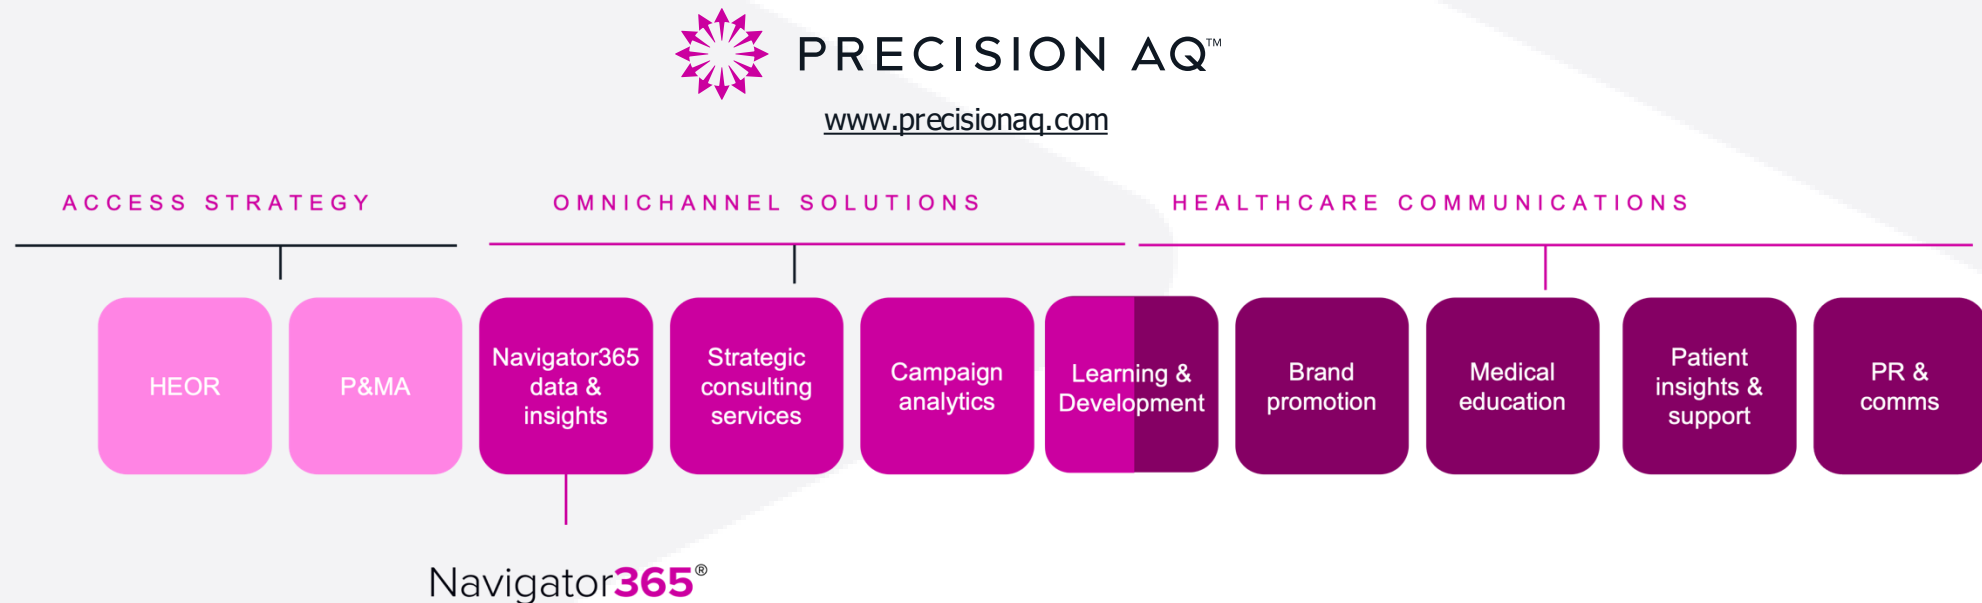 PRECISION AQ™
www.precisionaq.com
ACCESS STRATEGY
OMNICHANNEL SOLUTIONS
HEALTHCARE COMMUNICATIONS
HEOR
P&MA
Navigator365
data &
insights
Strategic
consulting
services
Campaign
analytics
Learning &
Development
Brand
promotion
Medical
education
Patient
insights &
support
PR &
comms
Navigator365®